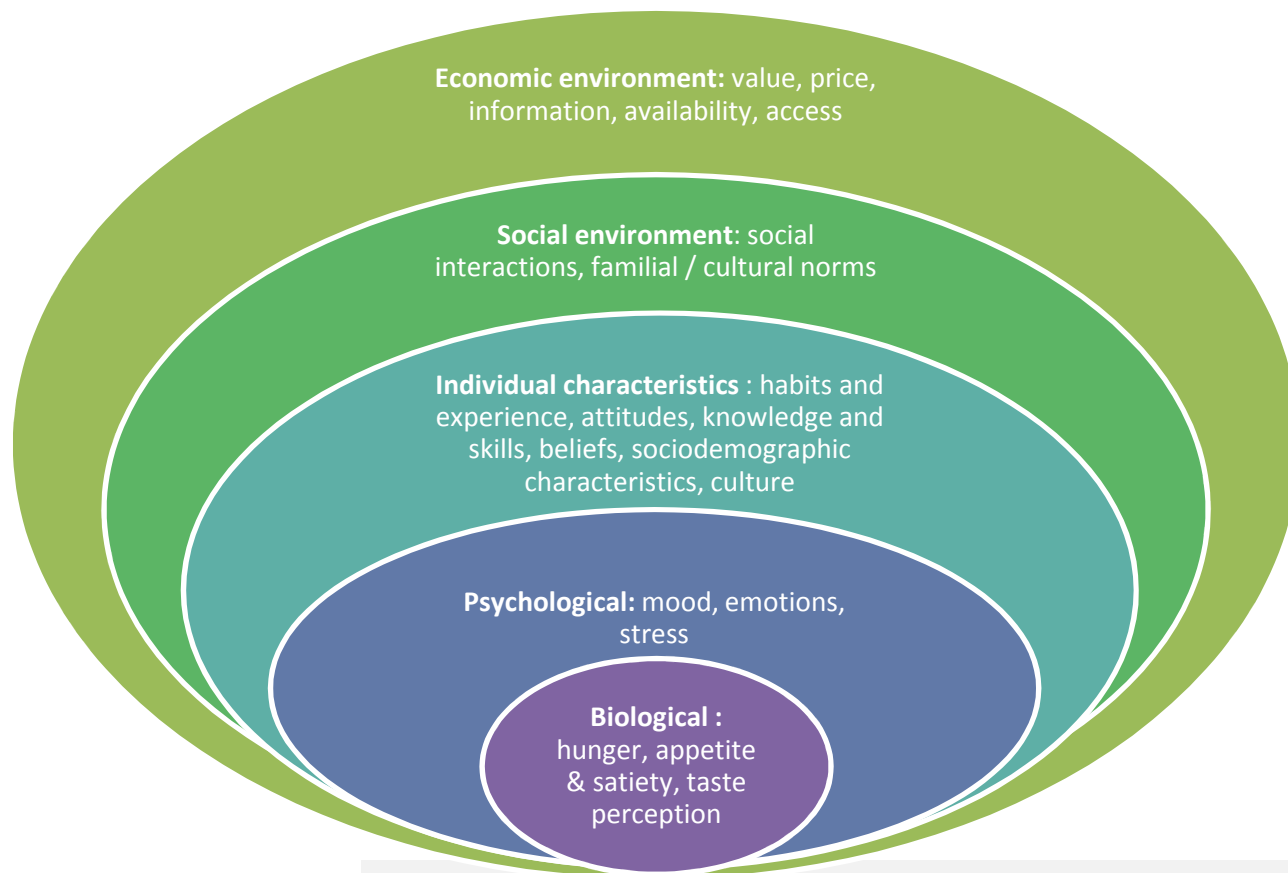 Economic environment: value, price,
information, availability, access
Social environment: social
interactions, familial / cultural norms
Individual characteristics : habits and
experience, attitudes, knowledge and
skills, beliefs, sociodemographic
characteristics, culture
Psychological: mood, emotions,
stress
Biological :
hunger, appetite
& satiety, taste
perception